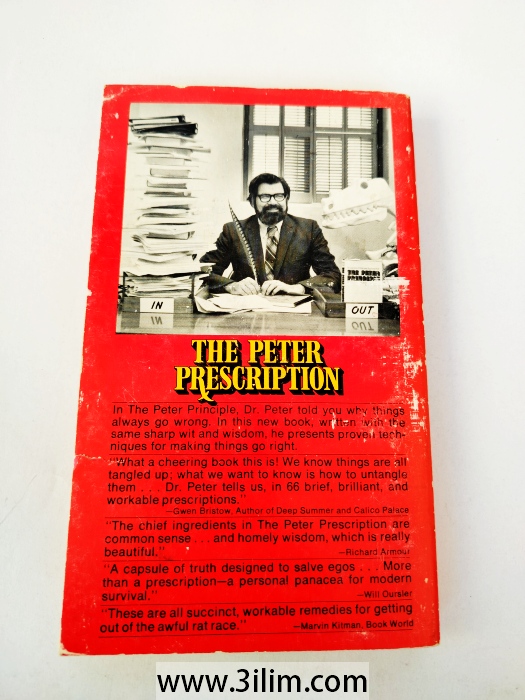 IN
OUT
THE PETER
PRINCIPLE
THE PETER
PRESCRIPTION
In The Peter Principle, Dr. Peter told you why things
always go wrong. In this new book, written with the
same sharp wit and wisdom, he presents proven tech-
niques for making things go right.
"What a cheering book this is! We know things are all
tangled up; what we want to know is how to untangle
them . . . Dr. Peter tells us, in 66 brief, brilliant, and
workable prescriptions."
—Gwen Bristow, Author of Deep Summer and Calico Palace
"The chief ingredients in The Peter Prescription are
common sense . . . and homely wisdom, which is really
beautiful."
—Richard Armour
"A capsule of truth designed to salve egos . . . More
than a prescription—a personal panacea for modern
survival."
—Will Oursler
"These are all succinct, workable remedies for getting
out of the awful rat race."
—Marvin Kitman, Book World
www.3ilim.com